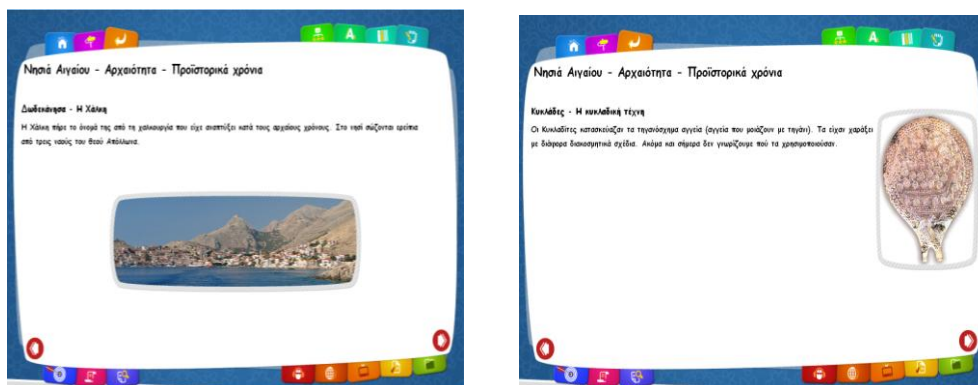 Νησιά Αιγαίου - Αρχαιότητα - Προϊστορικά χρόνια
Δωδεκάνησα - Η Χάλκη
Η Χάλκη πήρε το όνομά της από τη χαλκουργία που είχε αναπτύξει κατά τους αρχαίους χρόνους. Στο νησί σώζονται ερείπια
από τρεις ναούς του θεού Απόλλωνα.
Νησιά Αιγαίου - Αρχαιότητα - Προϊστορικά χρόνια
Κυκλάδες - Η κυκλαδική τέχνη
Οι Κυκλαδίτες κατασκεύαζαν τα τηγανόσχημα αγγεία (αγγεία που μοιάζουν με τηγάνι). Τα είχαν χαράξει
με διάφορα διακοσμητικά σχέδια. Ακόμα και σήμερα δεν γνωρίζουμε πού τα χρησιμοποιούσαν.